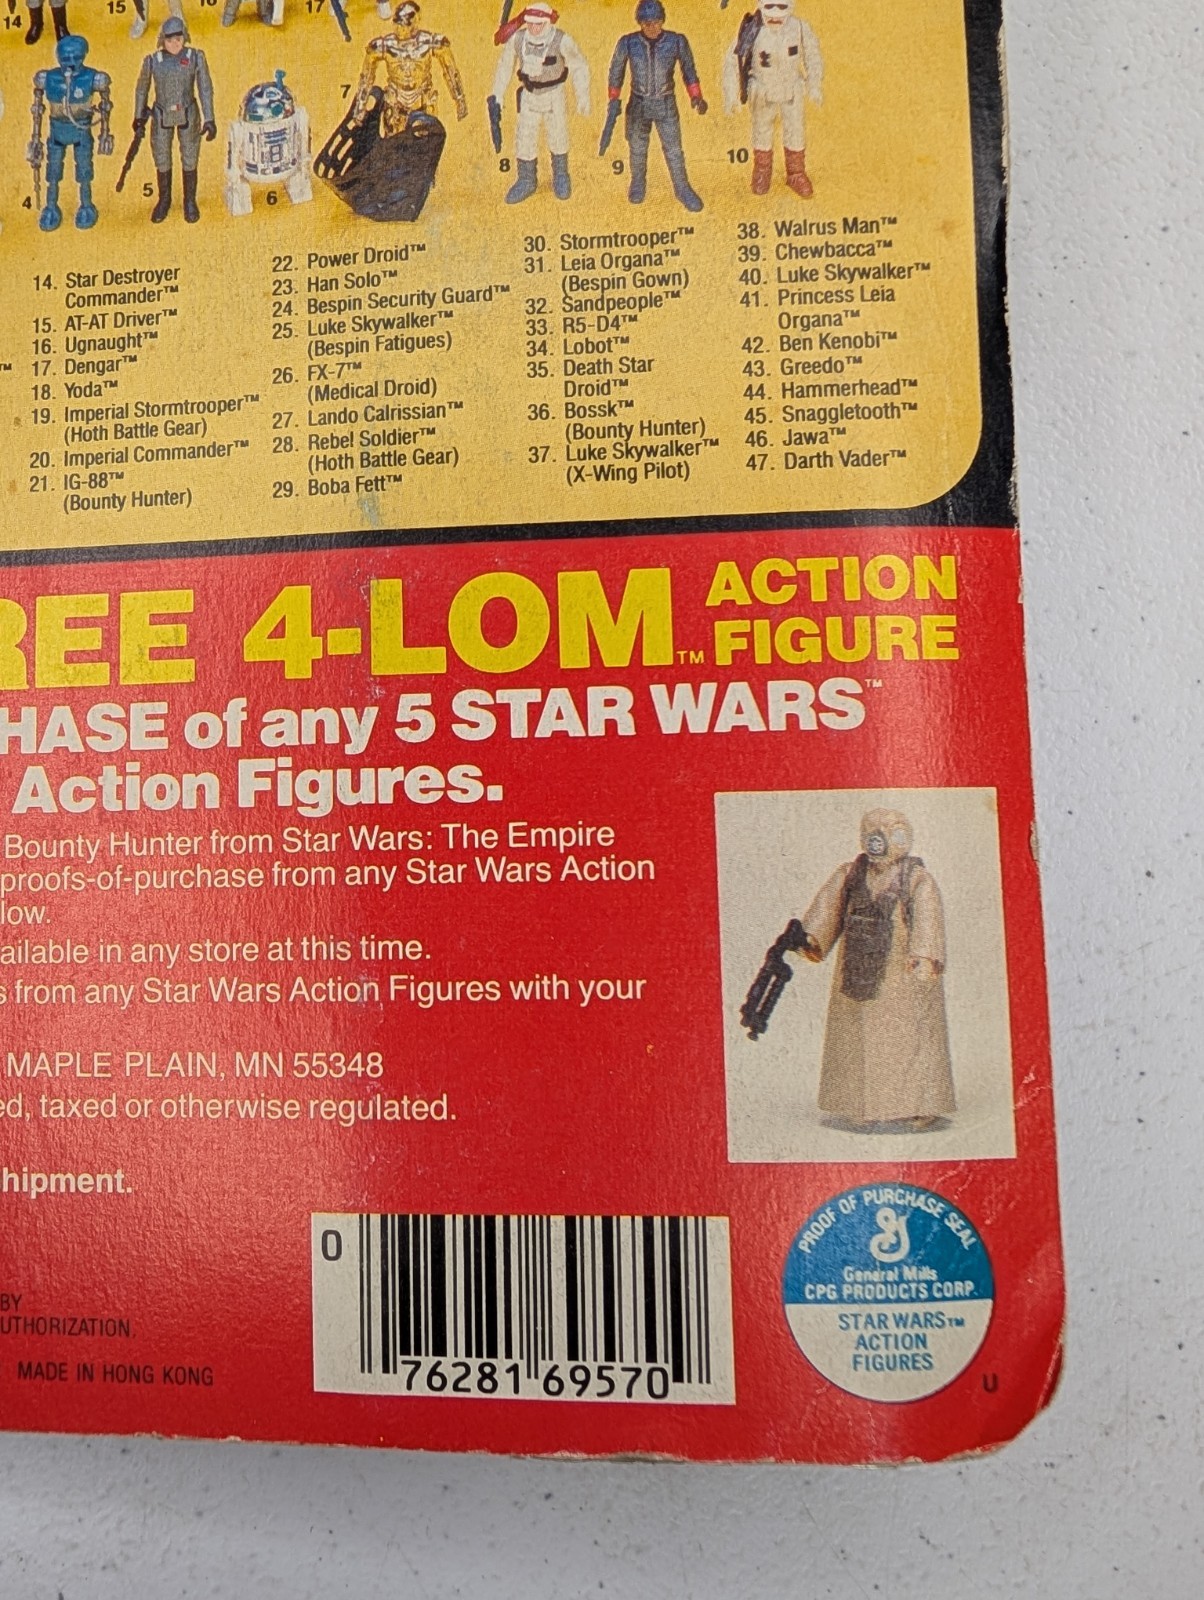 14
15
17
4
5
6
7
8
9
10
14. Star Destroyer
Commander™
15. AT-AT Driver™
16. Ugnaught™
™ 17. Dengar™
18. Yoda™
19. Imperial Stormtrooper™
(Hoth Battle Gear)
20. Imperial Commander™
21. IG-88™
(Bounty Hunter)
22. Power Droid™
23. Han Solo™
24. Bespin Security Guard™
25. Luke Skywalker™
(Bespin Fatigues)
26. FX-7™
(Medical Droid)
27. Lando Calrissian™
28. Rebel Soldier™
(Hoth Battle Gear)
29. Boba Fett™
30. Stormtrooper™
31. Leia Organa™
(Bespin Gown)
32. Sandpeople™
33. R5-D4™
34. Lobot™
35. Death Star
Droid™
36. Bossk™
(Bounty Hunter)
37. Luke Skywalker™
(X-Wing Pilot)
38. Walrus Man™
39. Chewbacca™
40. Luke Skywalker™
41. Princess Leia
Organa™
42. Ben Kenobi™
43. Greedo™
44. Hammerhead™
45. Snaggletooth™
46. Jawa™
47. Darth Vader™
REE 4-LOM™ ACTION
FIGURE
HASE of any 5 STAR WARS™
Action Figures.
Bounty Hunter from Star Wars: The Empire
proofs-of-purchase from any Star Wars Action
low.
ailable in any store at this time.
s from any Star Wars Action Figures with your
MAPLE PLAIN, MN 55348
ed, taxed or otherwise regulated.
hipment.
BY
UTHORIZATION.
MADE IN HONG KONG
0
76281 69570
PROOF OF PURCHASE SEAL
General Mills
CPG PRODUCTS CORP.
STAR WARS™
ACTION
FIGURES
U